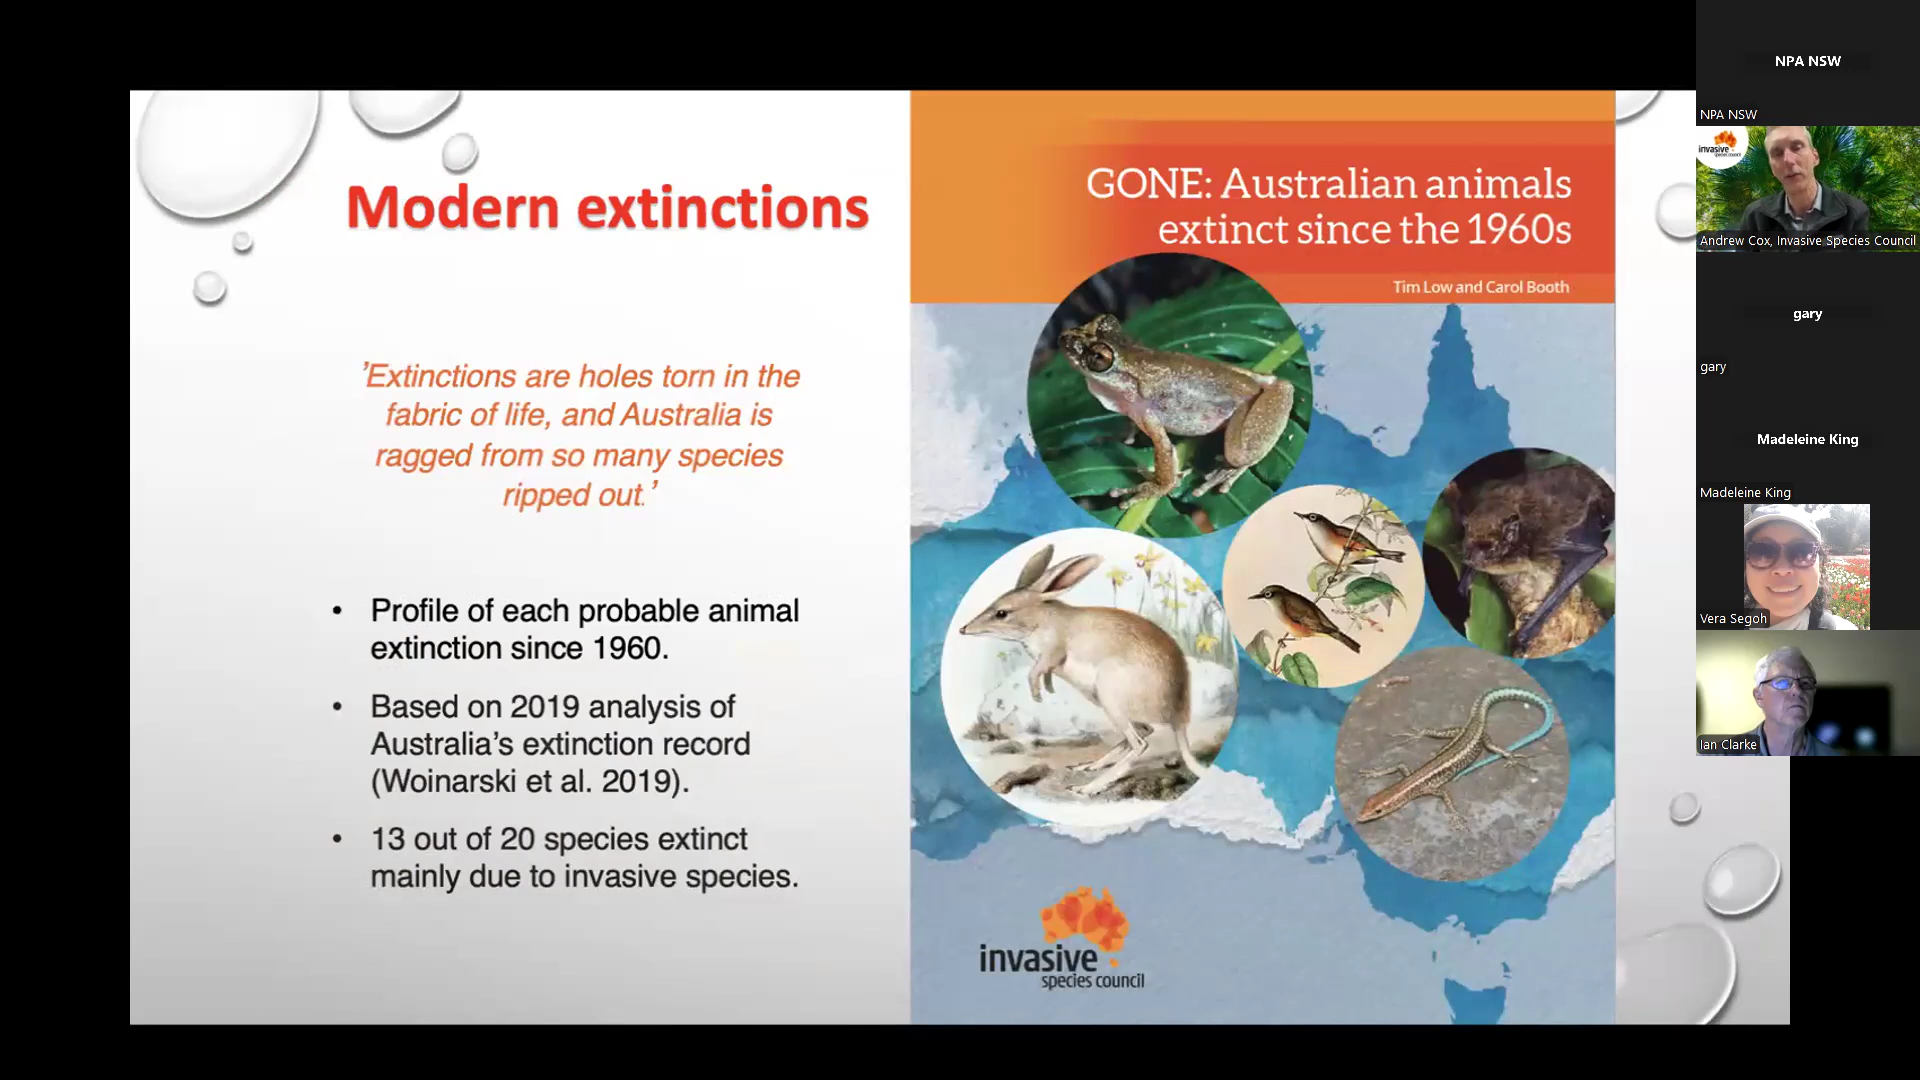 Modern extinctions
'Extinctions are holes torn in the
fabric of life, and Australia is
ragged from so many species
ripped out.'
• Profile of each probable animal
extinction since 1960.
• Based on 2019 analysis of
Australia's extinction record
(Woinarski et al. 2019).
• 13 out of 20 species extinct
mainly due to invasive species.
GONE: Australian animals
extinct since the 1960s
Tim Low and Carol Booth
invasive
species council
NPA NSW
NPA NSW
invasive
species council
Andrew Cox, Invasive Species Council
gary
gary
Madeleine King
Madeleine King
Vera Segoh
Ian Clarke